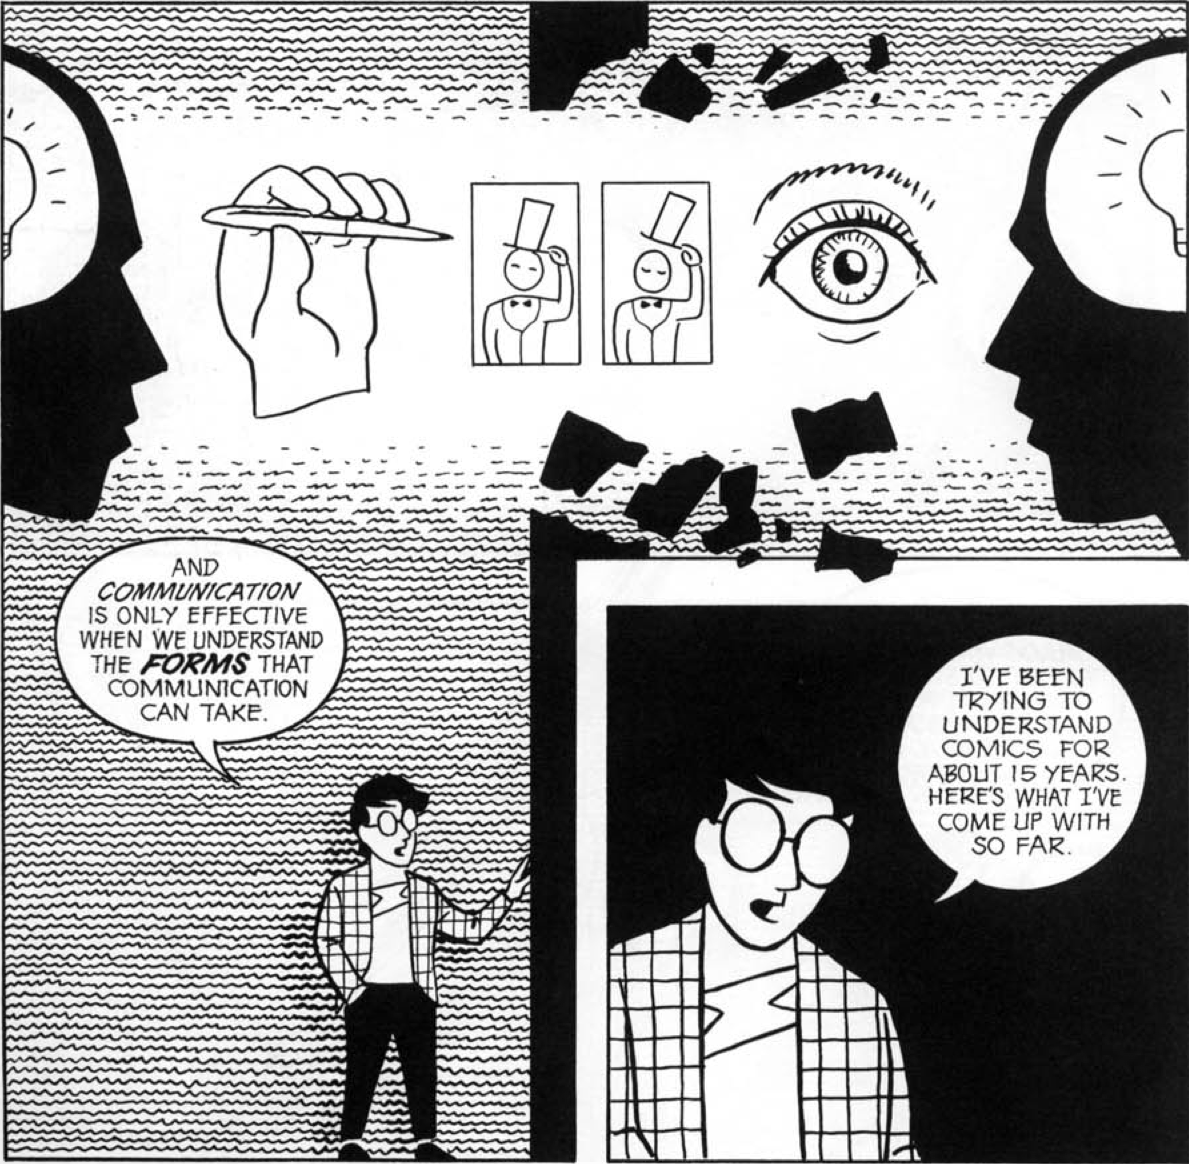 AND
COMMUNICATION
IS ONLY EFFECTIVE
WHEN WE UNDERSTAND
THE FORMS THAT
COMMUNICATION
CAN TAKE.
I'VE BEEN
TRYING TO
UNDERSTAND
COMICS FOR
ABOUT 15 YEARS.
HERE'S WHAT I'VE
COME UP WITH
SO FAR.